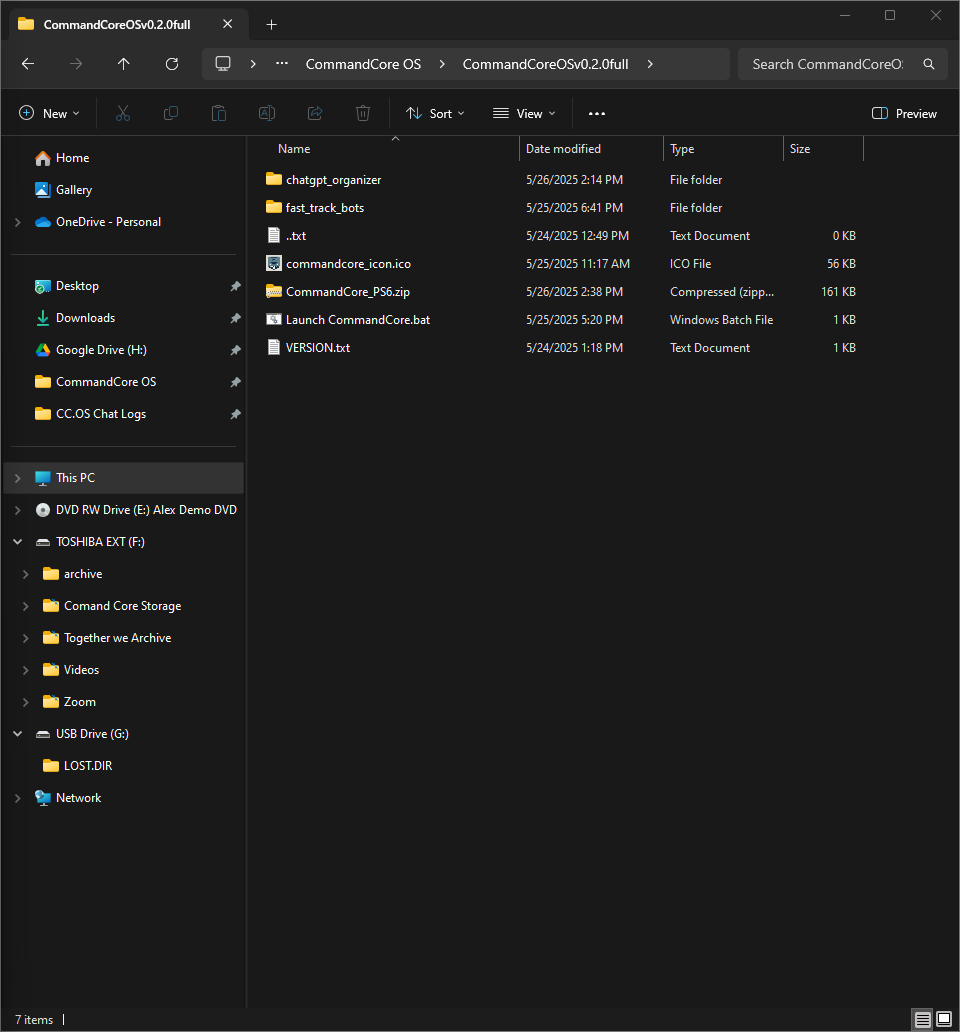 CommandCoreOSv0.2.0full
CommandCore OS CommandCoreOSv0.2.0full Search CommandCoreO
New Sort View Preview
Name Date modified Type Size
Home
Gallery
OneDrive - Personal
Desktop
Downloads
Google Drive (H:)
CommandCore OS
CC.OS Chat Logs
This PC
DVD RW Drive (E:) Alex Demo DVD
TOSHIBA EXT (F:)
archive
Comand Core Storage
Together we Archive
Videos
Zoom
USB Drive (G:)
LOST.DIR
Network
chatgpt_organizer 5/26/2025 2:14 PM File folder
fast_track_bots 5/25/2025 6:41 PM File folder
..txt 5/24/2025 12:49 PM Text Document 0 KB
commandcore_icon.ico 5/25/2025 11:17 AM ICO File 56 KB
CommandCore_PS6.zip 5/26/2025 2:38 PM Compressed (zipp... 161 KB
Launch CommandCore.bat 5/25/2025 5:20 PM Windows Batch File 1 KB
VERSION.txt 5/24/2025 1:18 PM Text Document 1 KB
7 items